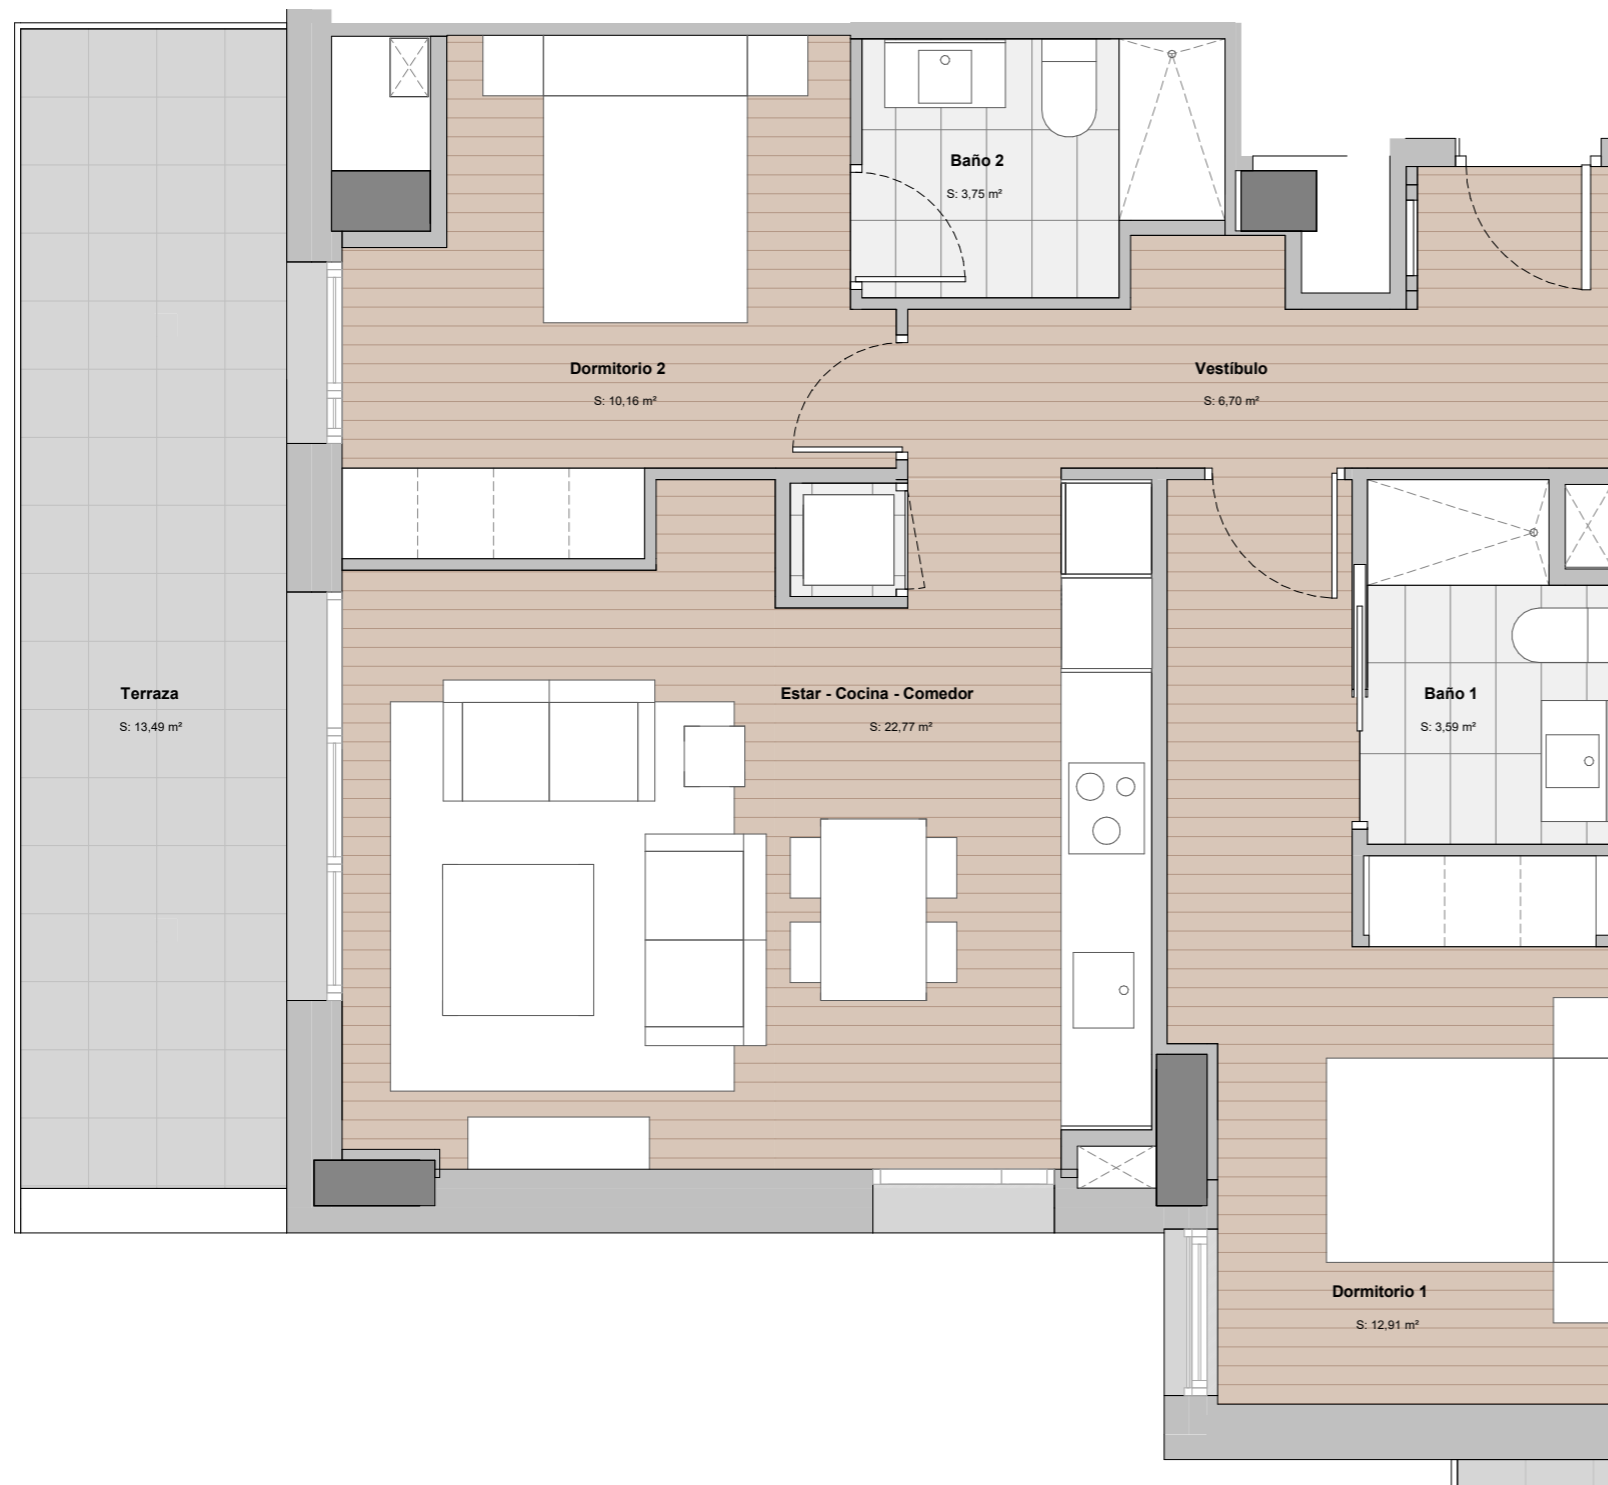 Baño 2
S: 3,75 m²
Dormitorio 2
S: 10,16 m²
Vestíbulo
S: 6,70 m²
Terraza
S: 13,49 m²
Estar - Cocina - Comedor
S: 22,77 m²
Baño 1
S: 3,59 m²
Dormitorio 1
S: 12,91 m²